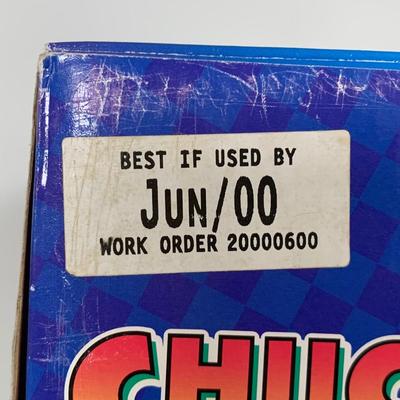 BEST IF USED BY
JUN/00
WORK ORDER 20000600